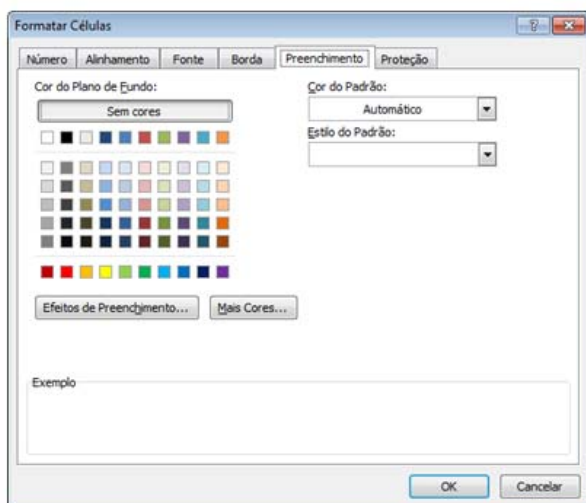 Formatar Células
Número Alinhamento Fonte Borda Preenchimento Proteção
Cor do Plano de Fundo:
Sem cores
Cor do Padrão:
Automático
Estilo do Padrão:
Efeitos de Preenchimento...
Mais Cores...
Exemplo
OK
Cancelar